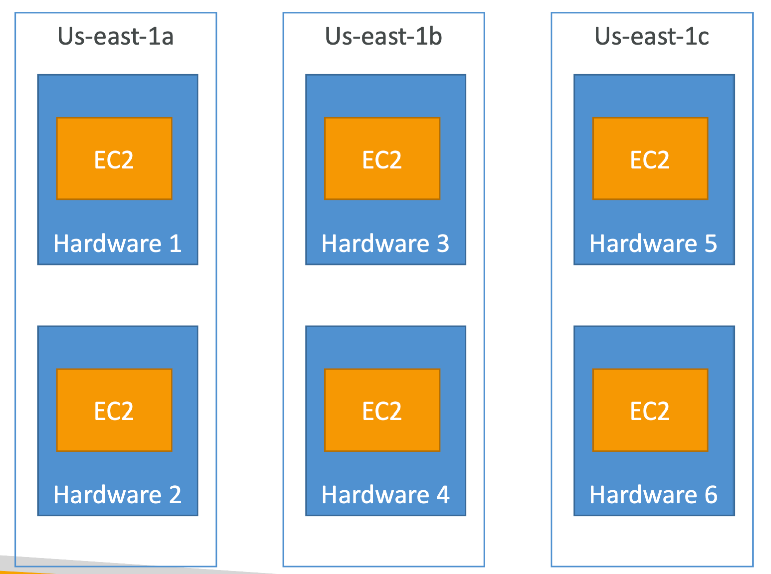 Us-east-1a
Us-east-1b
Us-east-1c
EC2
EC2
EC2
Hardware 1
Hardware 3
Hardware 5
EC2
EC2
EC2
Hardware 2
Hardware 4
Hardware 6